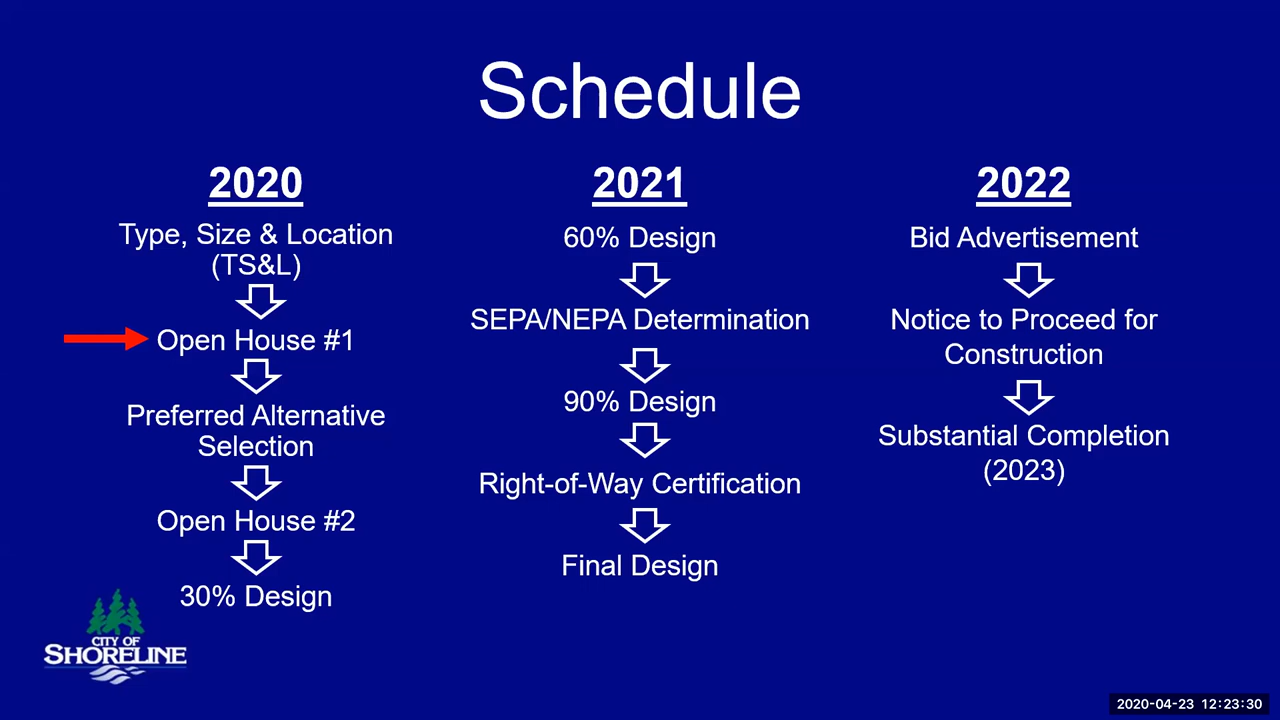 Schedule
2020
Type, Size & Location
(TS&L)
Open House #1
Preferred Alternative
Selection
Open House #2
30% Design
2021
60% Design
SEPA/NEPA Determination
90% Design
Right-of-Way Certification
Final Design
2022
Bid Advertisement
Notice to Proceed for
Construction
Substantial Completion
(2023)
CITY OF
SHORELINE
2020-04-23 12:23:30